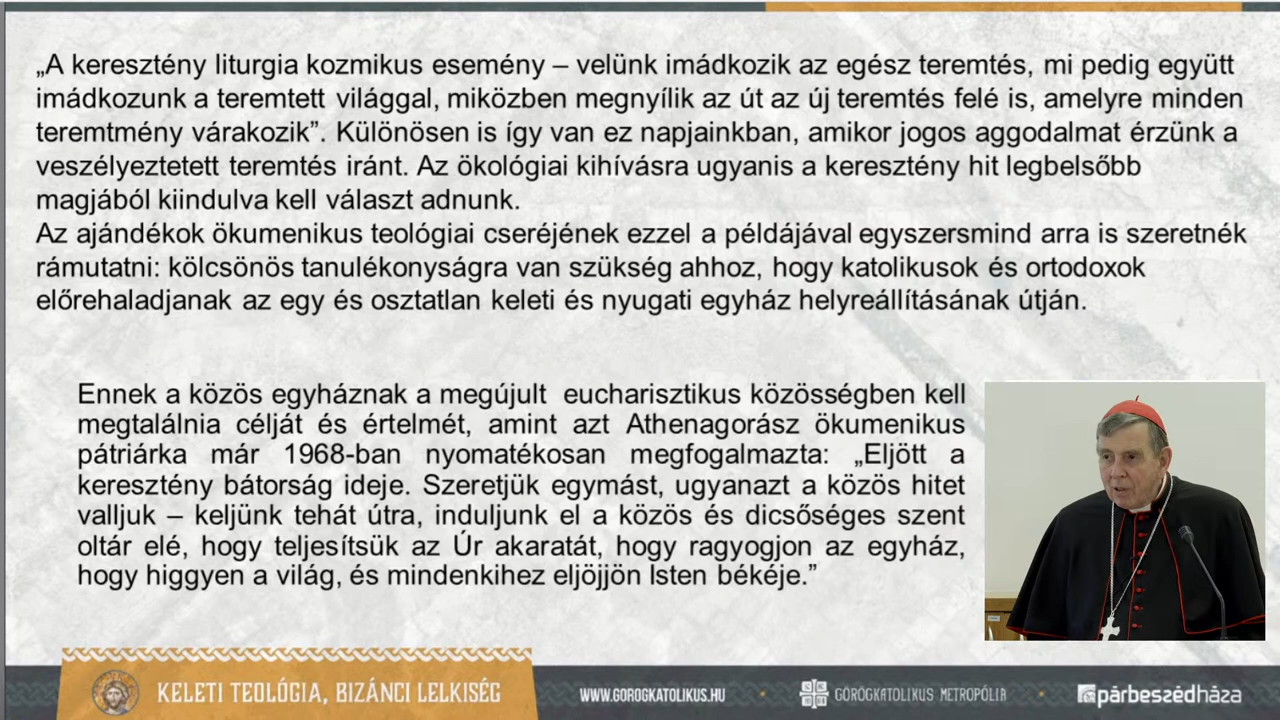 „A keresztény liturgia kozmikus esemény – velünk imádkozik az egész teremtés, mi pedig együtt
imádkozunk a teremtett világgal, miközben megnyílik az út az új teremtés felé is, amelyre minden
teremtmény várakozik”. Különösen is így van ez napjainkban, amikor jogos aggodalmat érzünk a
veszélyeztetett teremtés iránt. Az ökológiai kihívásra ugyanis a keresztény hit legbelsőbb
magjából kiindulva kell választ adnunk.
Az ajándékok ökumenikus teológiai cseréjének ezzel a példájával egyszersmind arra is szeretnék
rámutatni: kölcsönös tanulékonyságra van szükség ahhoz, hogy katolikusok és ortodoxok
előrehaladjanak az egy és osztatlan keleti és nyugati egyház helyreállításának útján.
Ennek a közös egyháznak a megújult eucharisztikus közösségben kell
megtalálnia célját és értelmét, amint azt Athenagorász ökumenikus
pátriárka már 1968-ban nyomatékosan megfogalmazta: „Eljött a
keresztény bátorság ideje. Szeretjük egymást, ugyanazt a közös hitet
valljuk – keljünk tehát útra, induljunk el a közös és dicsőséges szent
oltár elé, hogy teljesítsük az Úr akaratát, hogy ragyogjon az egyház,
hogy higgyen a világ, és mindenkihez eljöjjön Isten békéje.”
KELETI TEOLÓGIA, BIZÁNCI LELKISÉG
WWW.GOROGKATOLIKUS.HU
GÖRÖGKATOLIKUS METROPÓLIA
párbeszédháza